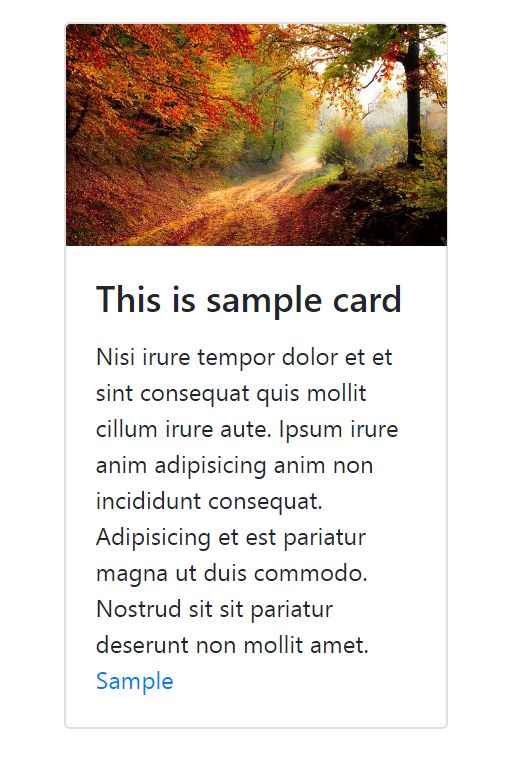 This is sample card
Nisi irure tempor dolor et et
sint consequat quis mollit
cillum irure aute. Ipsum irure
anim adipisicing anim non
incididunt consequat.
Adipisicing et est pariatur
magna ut duis commodo.
Nostrud sit sit pariatur
deserunt non mollit amet.
Sample